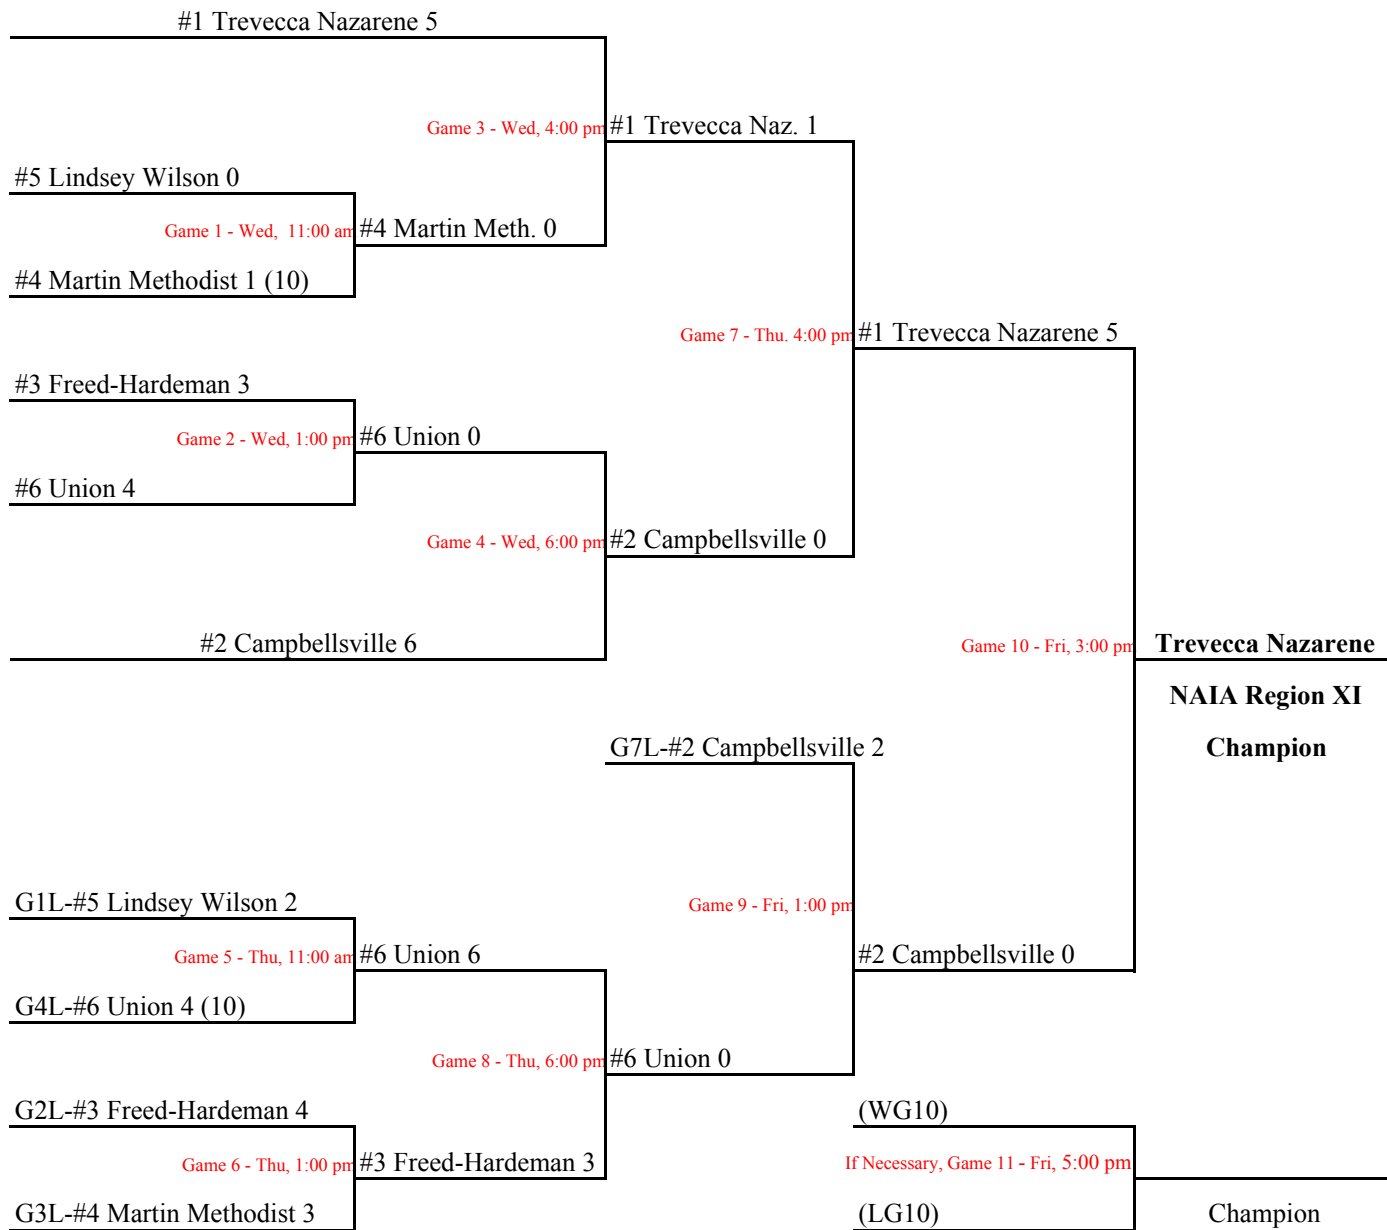 #1 Trevecca Nazarene 5
Game 3 - Wed, 4:00 pm
#1 Trevecca Naz. 1
#5 Lindsey Wilson 0
Game 1 - Wed, 11:00 am
#4 Martin Meth. 0
#4 Martin Methodist 1 (10)
Game 7 - Thu. 4:00 pm
#1 Trevecca Nazarene 5
#3 Freed-Hardeman 3
Game 2 - Wed, 1:00 pm
#6 Union 0
#6 Union 4
Game 4 - Wed, 6:00 pm
#2 Campbellsville 0
#2 Campbellsville 6
Game 10 - Fri, 3:00 pm
Trevecca Nazarene
NAIA Region XI
Champion
G7L-#2 Campbellsville 2
G1L-#5 Lindsey Wilson 2
Game 9 - Fri, 1:00 pm
Game 5 - Thu, 11:00 am
#6 Union 6
#2 Campbellsville 0
G4L-#6 Union 4 (10)
Game 8 - Thu, 6:00 pm
#6 Union 0
G2L-#3 Freed-Hardeman 4
(WG10)
Game 6 - Thu, 1:00 pm
#3 Freed-Hardeman 3
If Necessary, Game 11 - Fri, 5:00 pm
G3L-#4 Martin Methodist 3
(LG10)
Champion